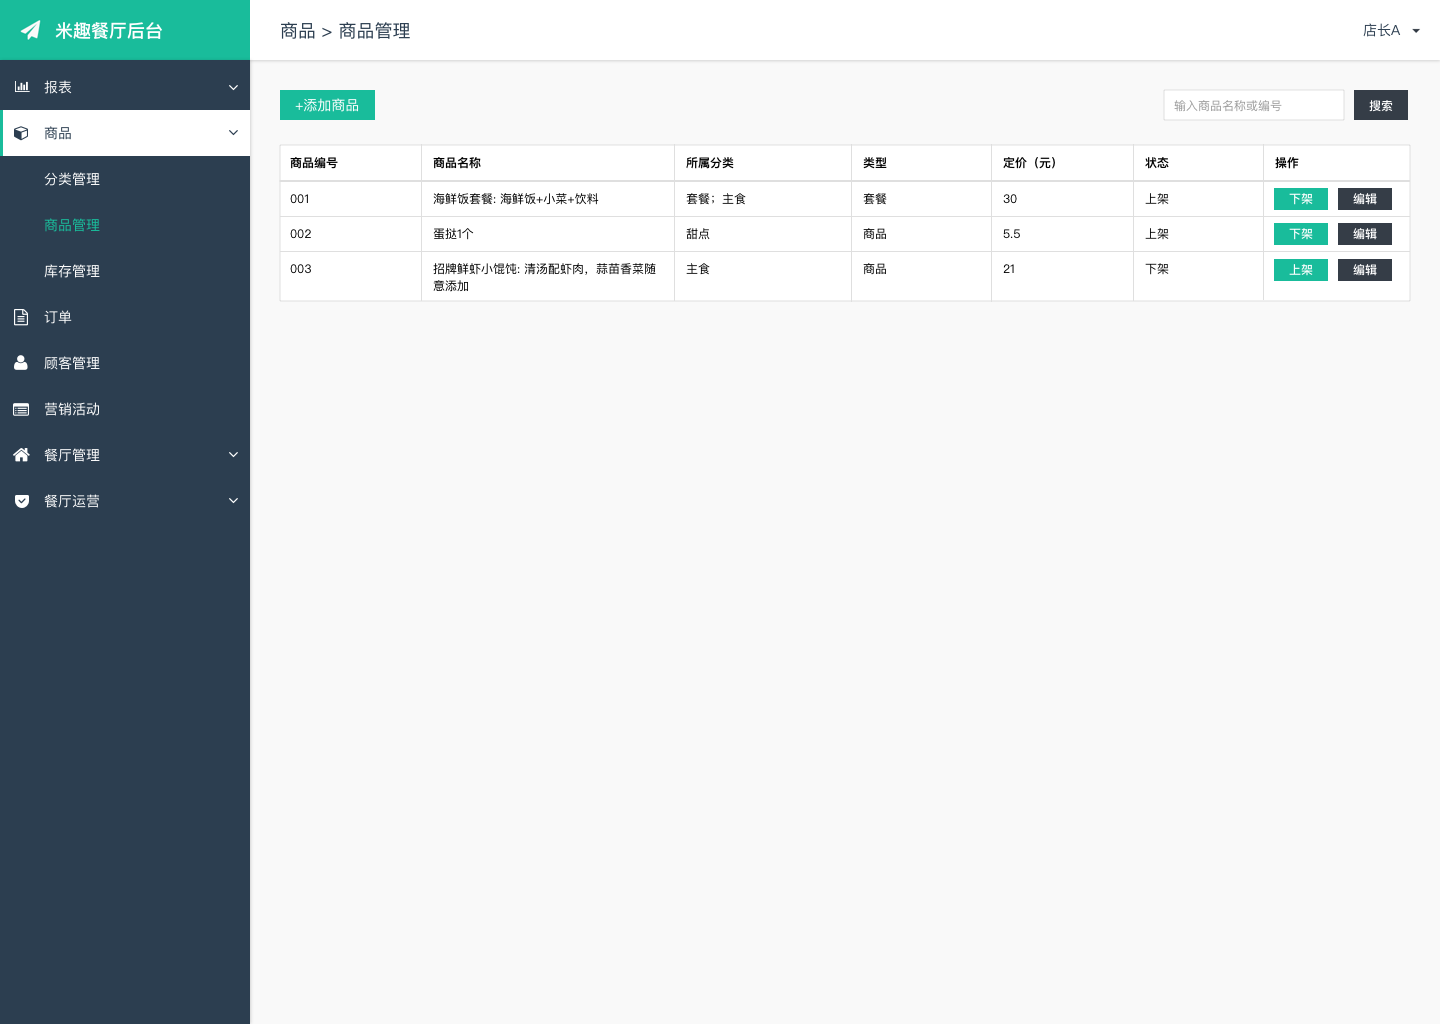 米趣餐厅后台
商品 > 商品管理
店长A
报表
商品
分类管理
商品管理
库存管理
订单
顾客管理
营销活动
餐厅管理
餐厅运营
+添加商品
输入商品名称或编号
搜索
商品编号 商品名称 所属分类 类型 定价（元） 状态 操作
001 海鲜饭套餐: 海鲜饭+小菜+饮料 套餐；主食 套餐 30 上架 下架 编辑
002 蛋挞1个 甜点 商品 5.5 上架 下架 编辑
003 招牌鲜虾小馄饨: 清汤配虾肉，蒜苗香菜随 主食 商品 21 下架 上架 编辑
意添加